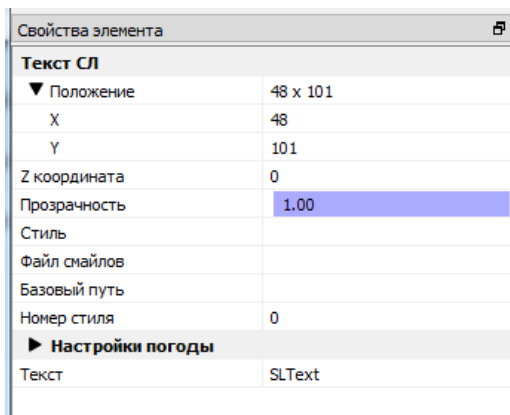 Свойства элемента
Текст СЛ
Положение 48 x 101
X 48
Y 101
Z координата 0
Прозрачность 1.00
Стиль
Файл смайлов
Базовый путь
Номер стиля 0
Настройки погоды
Текст SLText